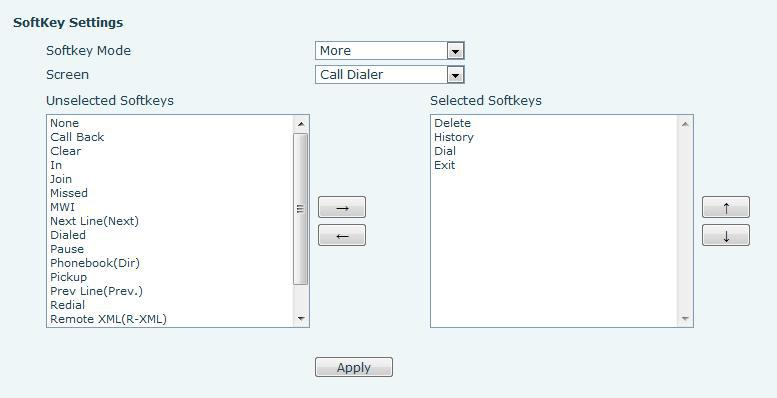 SoftKey Settings
Softkey Mode More
Screen Call Dialer
Unselected Softkeys Selected Softkeys
None
Call Back
Clear
In
Join
Missed
MWI
Next Line(Next)
Dialed
Pause
Phonebook(Dir)
Pickup
Prev Line(Prev.)
Redial
Remote XML(R-XML)
→
←
Delete
History
Dial
Exit
↑
↓
Apply